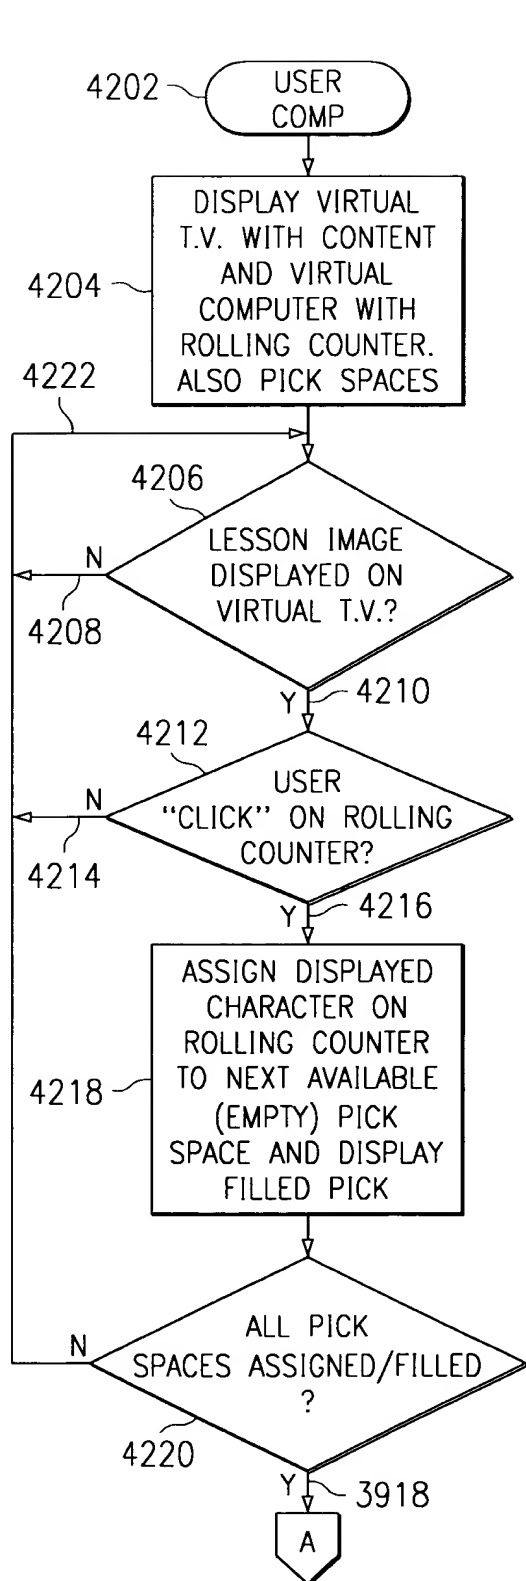 4202
USER
COMP
DISPLAY VIRTUAL
T.V. WITH CONTENT
AND VIRTUAL
COMPUTER WITH
ROLLING COUNTER.
ALSO PICK SPACES
4204
4222
4206
LESSON IMAGE
DISPLAYED ON
VIRTUAL T.V.?
N
4208
Y
4210
4212
USER
"CLICK" ON ROLLING
COUNTER?
N
4214
Y
4216
ASSIGN DISPLAYED
CHARACTER ON
ROLLING COUNTER
TO NEXT AVAILABLE
(EMPTY) PICK
SPACE AND DISPLAY
FILLED PICK
4218
ALL PICK
SPACES ASSIGNED/FILLED
?
N
4220
Y
3918
A